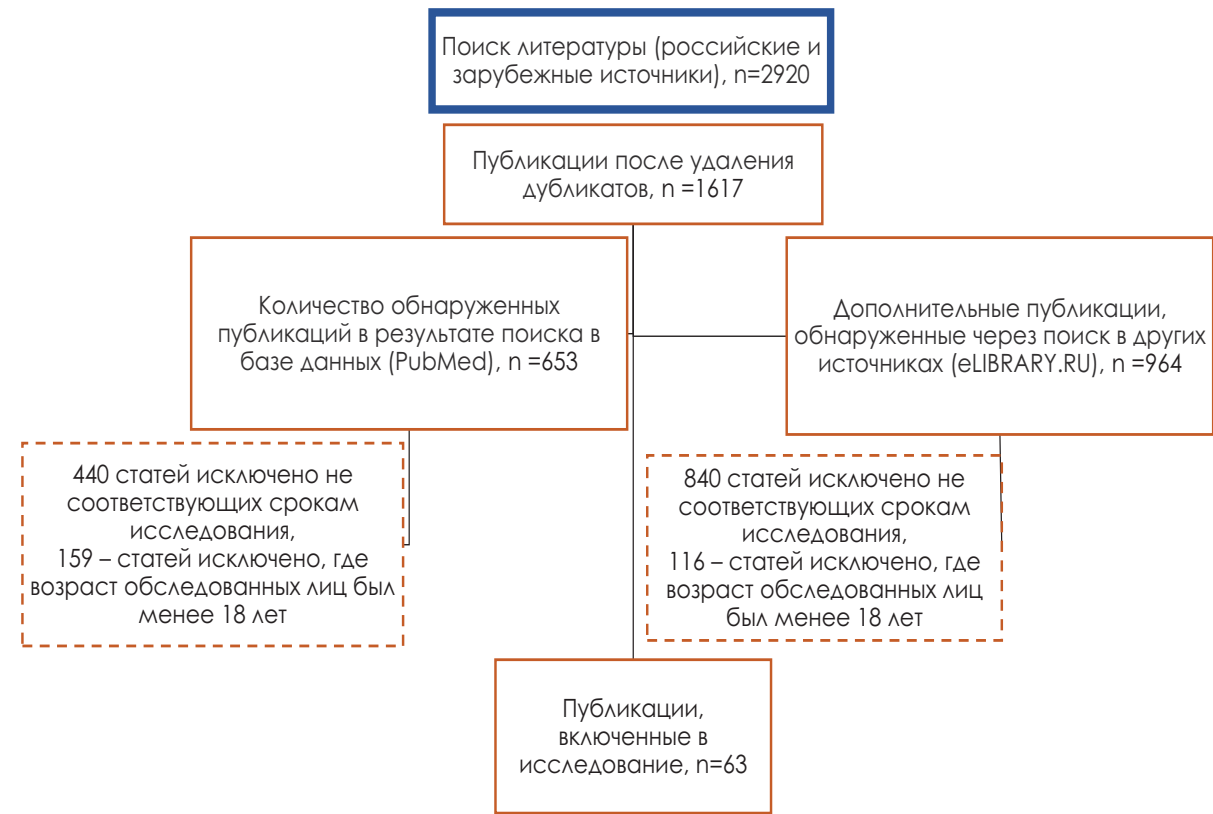 Поиск литературы (российские и
зарубежные источники), n=2920
Публикации после удаления
дубликатов, n =1617
Количество обнаруженных
публикаций в результате поиска в
базе данных (PubMed), n =653
Дополнительные публикации,
обнаруженные через поиск в других
источниках (eLIBRARY.RU), n =964
440 статей исключено не
соответствующих срокам
исследования,
159 – статей исключено, где
возраст обследованных лиц был
менее 18 лет
840 статей исключено не
соответствующих срокам
исследования,
116 – статей исключено, где
возраст обследованных лиц
был менее 18 лет
Публикации,
включенные в
исследование, n=63